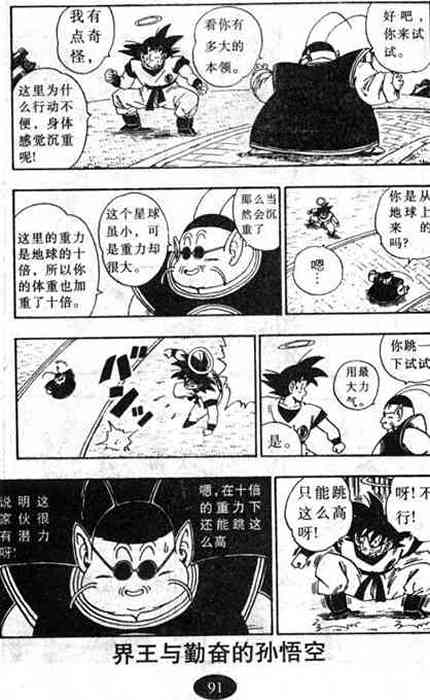 好吧，
你来试
试。
看你有
多大的
本领。
我有
点奇
怪，
这里为什
么行动不
便，身体
感觉沉重
呢！
你是从
地球上
来 的
吗?
嗯…
那么当
然会沉
重了
这个星球
虽小，可
是重力却
很大。
这里的重力
是地球的十
倍，所以你
的体重也加
重了十倍。
你跳一
下试试
用最
大力
气。
是。
呀！不
行！
只能跳
这么高
呀！
嗯，在十倍
的重力下
还能跳这
么高
说明这
家伙很
有潜力
呀！
界王与勤奋的孙悟空
91